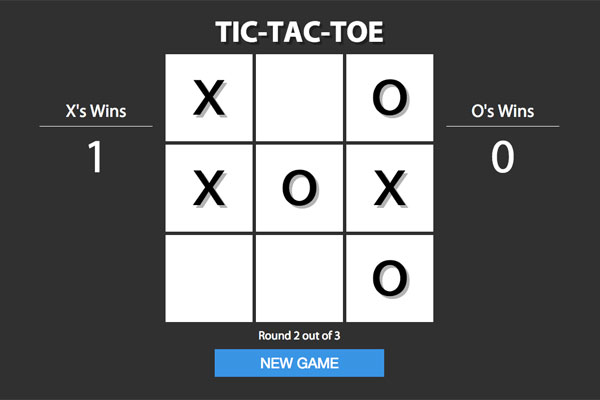 TIC-TAC-TOE
X's Wins
1
O's Wins
0
X O
X O X
O
Round 2 out of 3
NEW GAME